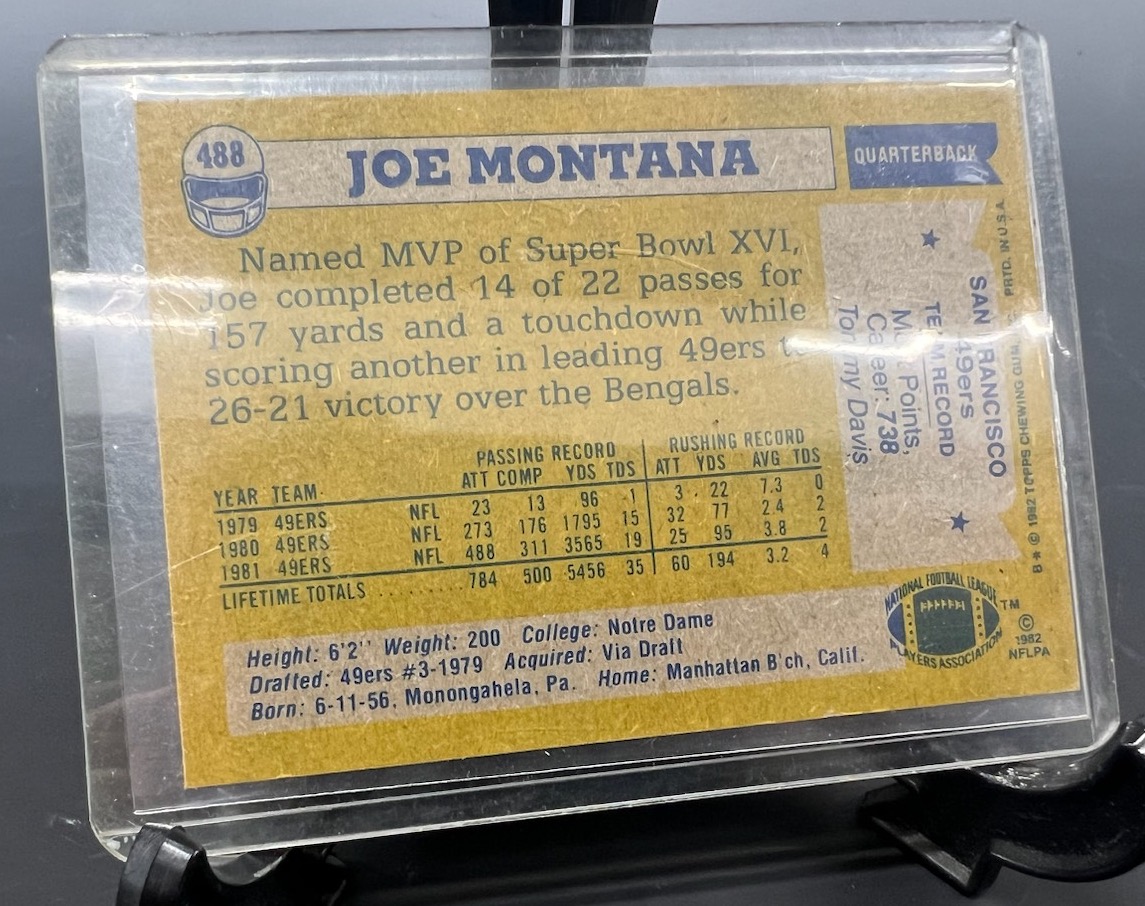 488
JOE MONTANA
QUARTERBACK
Named MVP of Super Bowl XVI,
Joe completed 14 of 22 passes for
157 yards and a touchdown while
scoring another in leading 49ers to
26-21 victory over the Bengals.
PASSING RECORD RUSHING RECORD
YEAR TEAM ATT COMP YDS TDS ATT YDS AVG TDS
1979 49ERS NFL 23 13 96 1 3 22 7.3 0
1980 49ERS NFL 273 176 1795 15 32 77 2.4 2
1981 49ERS NFL 488 311 3565 19 25 95 3.8 2
LIFETIME TOTALS .......... 784 500 5456 35 60 194 3.2 4
Height: 6'2'' Weight: 200 College: Notre Dame
Drafted: 49ers #3-1979 Acquired: Via Draft
Born: 6-11-56, Monongahela, Pa. Home: Manhattan B'ch, Calif.
SAN FRANCISCO
49ers
★ TEAM RECORD ★
Most Points,
Career: 738
Tommy Davis
B✱ © 1982 TOPPS CHEWING GUM, PRTD. IN U.S.A.
NATIONAL FOOTBALL LEAGUE
PLAYERS ASSOCIATION
TM
©
1982
NFLPA